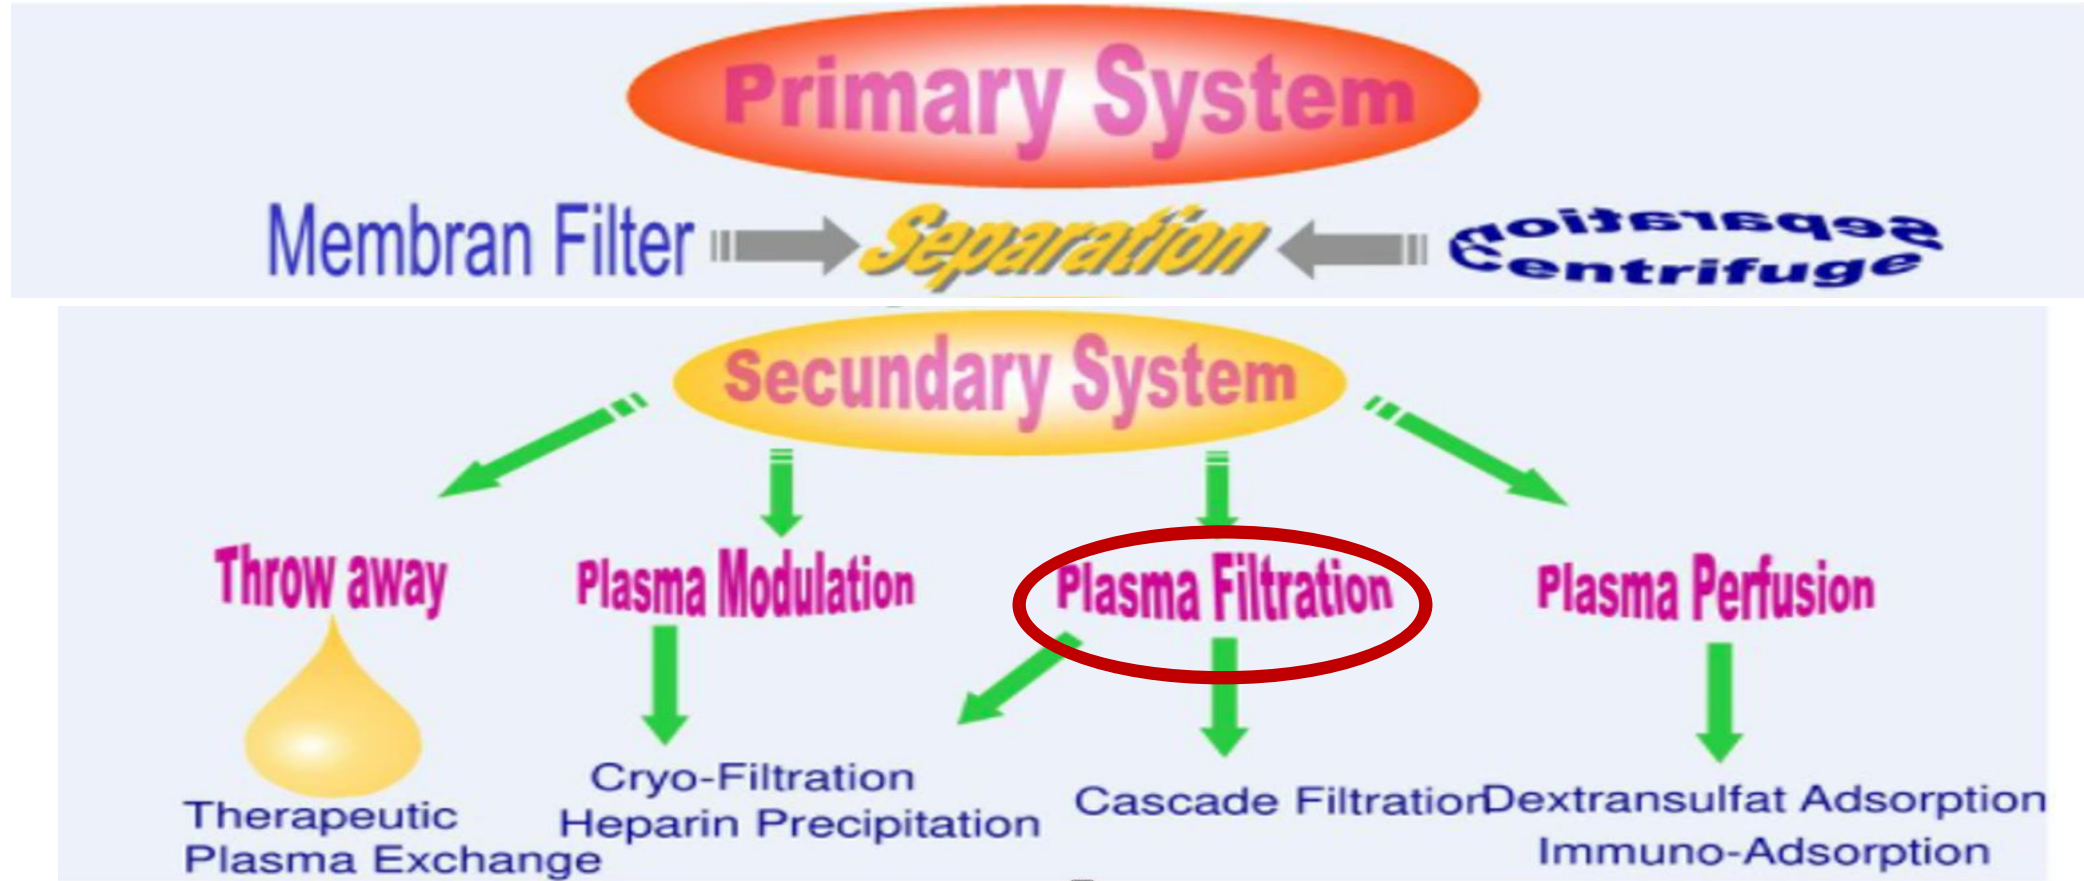 Primary System
Membran Filter
Separation
Separation
Centrifuge
Secundary System
Throw away
Plasma Modulation
Plasma Filtration
Plasma Perfusion
Therapeutic
Plasma Exchange
Cryo-Filtration
Heparin Precipitation
Cascade Filtration
Dextransulfat Adsorption
Immuno-Adsorption